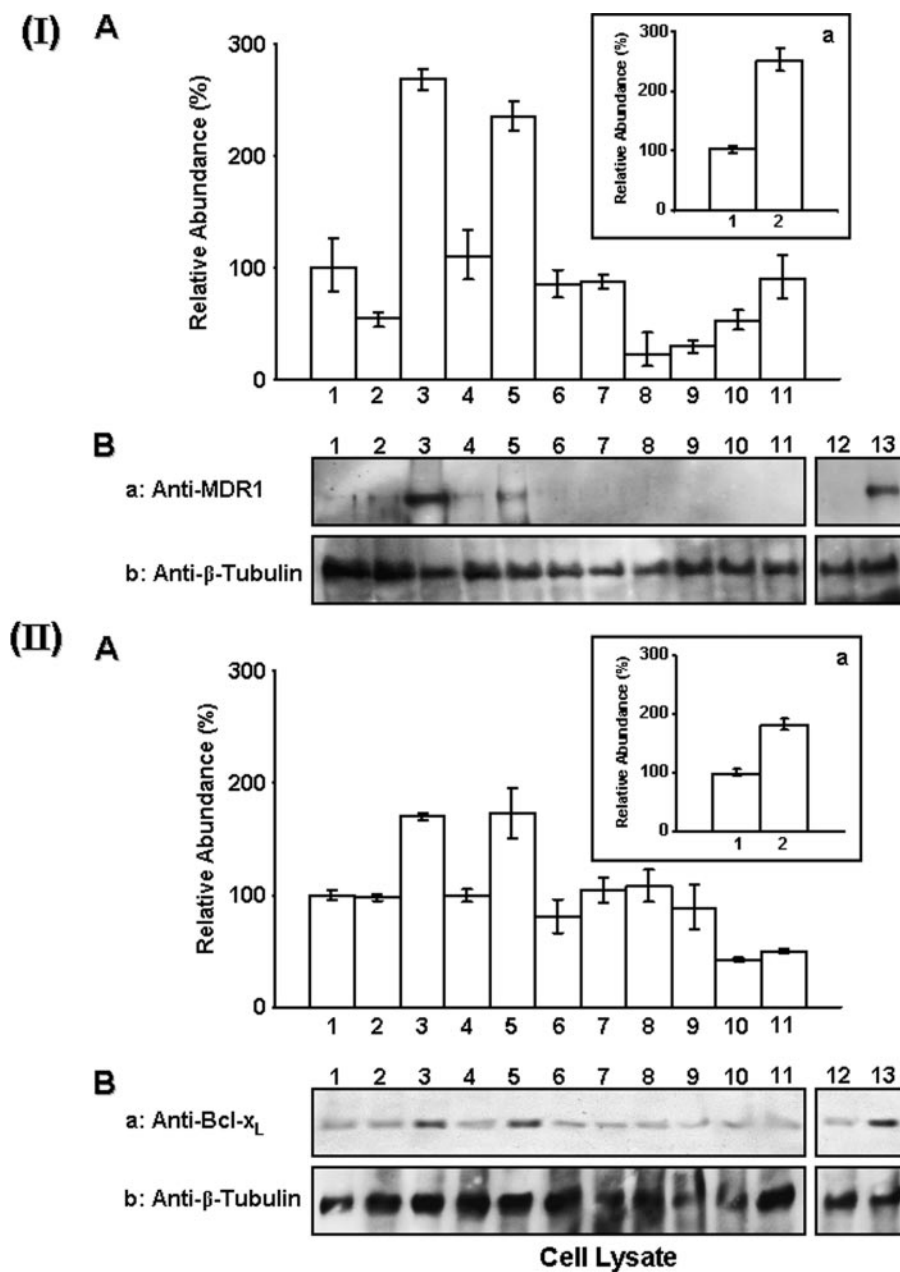 (I) A
300
200
100
0
Relative Abundance (%)
1 2 3 4 5 6 7 8 9 10 11
a
300
200
100
0
Relative Abundance (%)
1 2
B
1 2 3 4 5 6 7 8 9 10 11 12 13
a: Anti-MDR1
b: Anti-β-Tubulin
(II) A
300
200
100
0
Relative Abundance (%)
1 2 3 4 5 6 7 8 9 10 11
a
300
200
100
0
Relative Abundance (%)
1 2
B
1 2 3 4 5 6 7 8 9 10 11 12 13
a: Anti-Bcl-xL
b: Anti-β-Tubulin
Cell Lysate